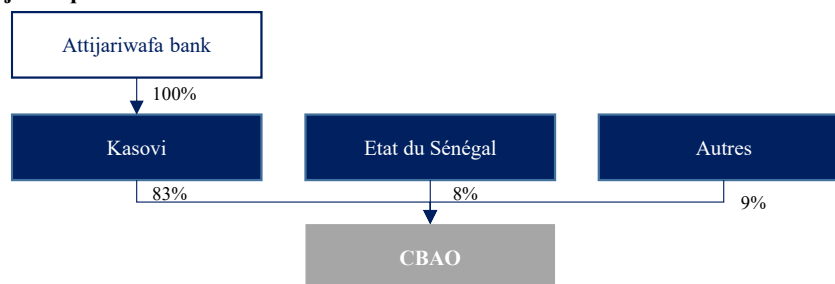 Attijariwafa bank
100%
Kasovi
Etat du Sénégal
Autres
83%
8%
9%
CBAO